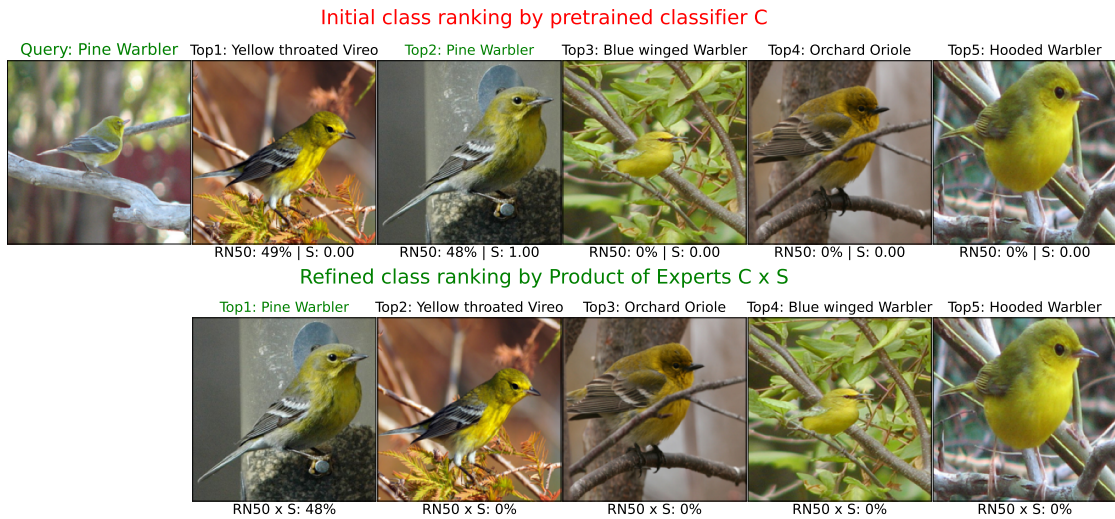 Initial class ranking by pretrained classifier C
Query: Pine Warbler Top1: Yellow throated Vireo Top2: Pine Warbler Top3: Blue winged Warbler Top4: Orchard Oriole Top5: Hooded Warbler
RN50: 49% | S: 0.00 RN50: 48% | S: 1.00 RN50: 0% | S: 0.00 RN50: 0% | S: 0.00 RN50: 0% | S: 0.00
Refined class ranking by Product of Experts C x S
Top1: Pine Warbler Top2: Yellow throated Vireo Top3: Orchard Oriole Top4: Blue winged Warbler Top5: Hooded Warbler
RN50 x S: 48% RN50 x S: 0% RN50 x S: 0% RN50 x S: 0% RN50 x S: 0%